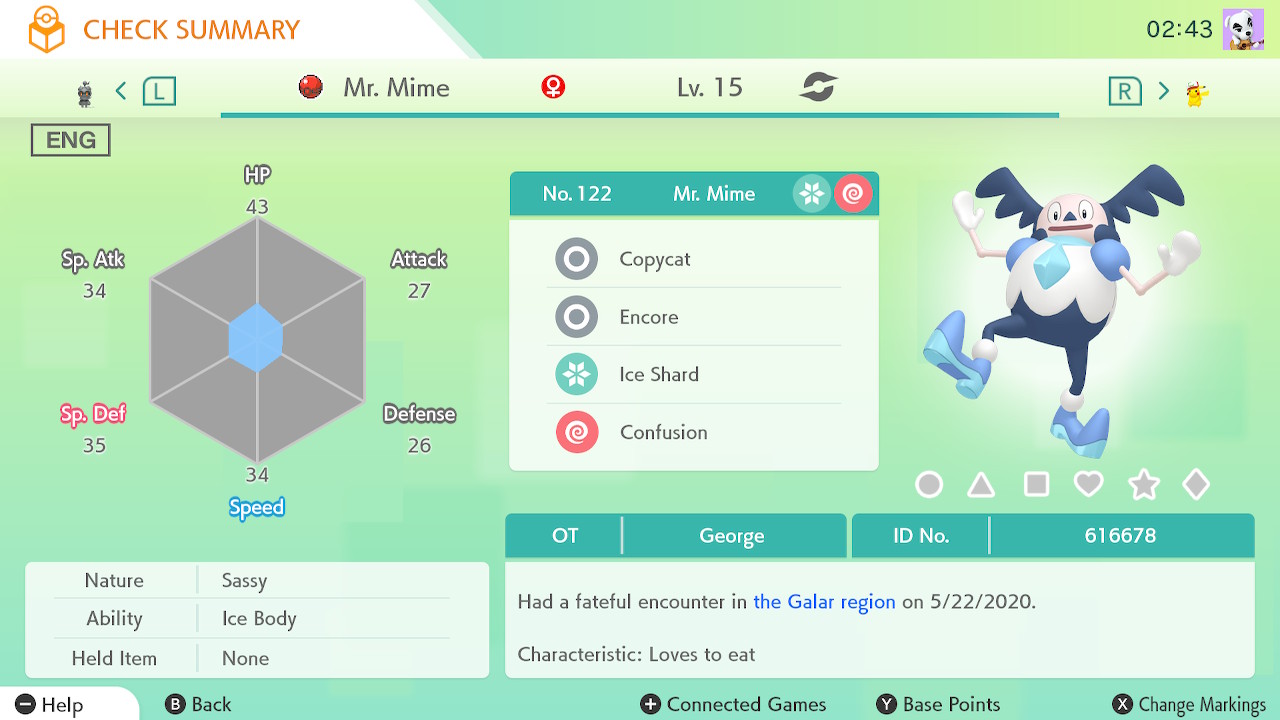 CHECK SUMMARY
02:43
L
Mr. Mime
Lv. 15
R
ENG
HP
43
Sp. Atk
34
Attack
27
Sp. Def
35
Defense
26
34
Speed
No. 122 Mr. Mime
Copycat
Encore
Ice Shard
Confusion
OT George
ID No. 616678
Nature Sassy
Ability Ice Body
Held Item None
Had a fateful encounter in the Galar region on 5/22/2020.
Characteristic: Loves to eat
Help
B Back
Connected Games
Y Base Points
X Change Markings